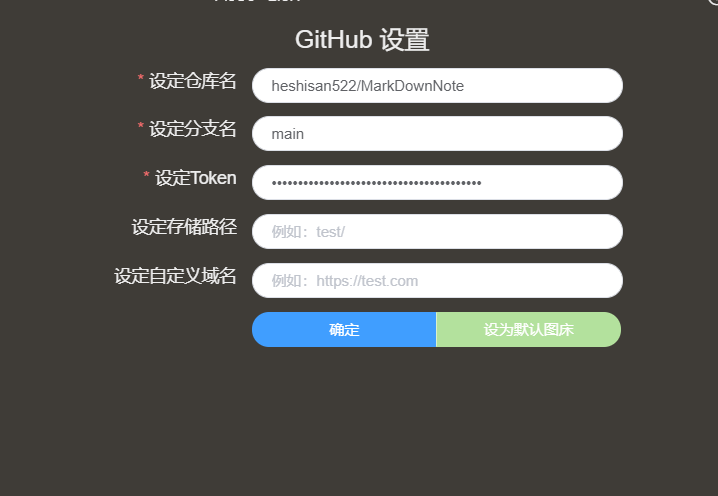 GitHub 设置
* 设定仓库名 heshisan522/MarkDownNote
* 设定分支名 main
* 设定Token ••••••••••••••••••••••••••••••••••••••••
设定存储路径 例如：test/
设定自定义域名 例如：https://test.com
确定 设为默认图床